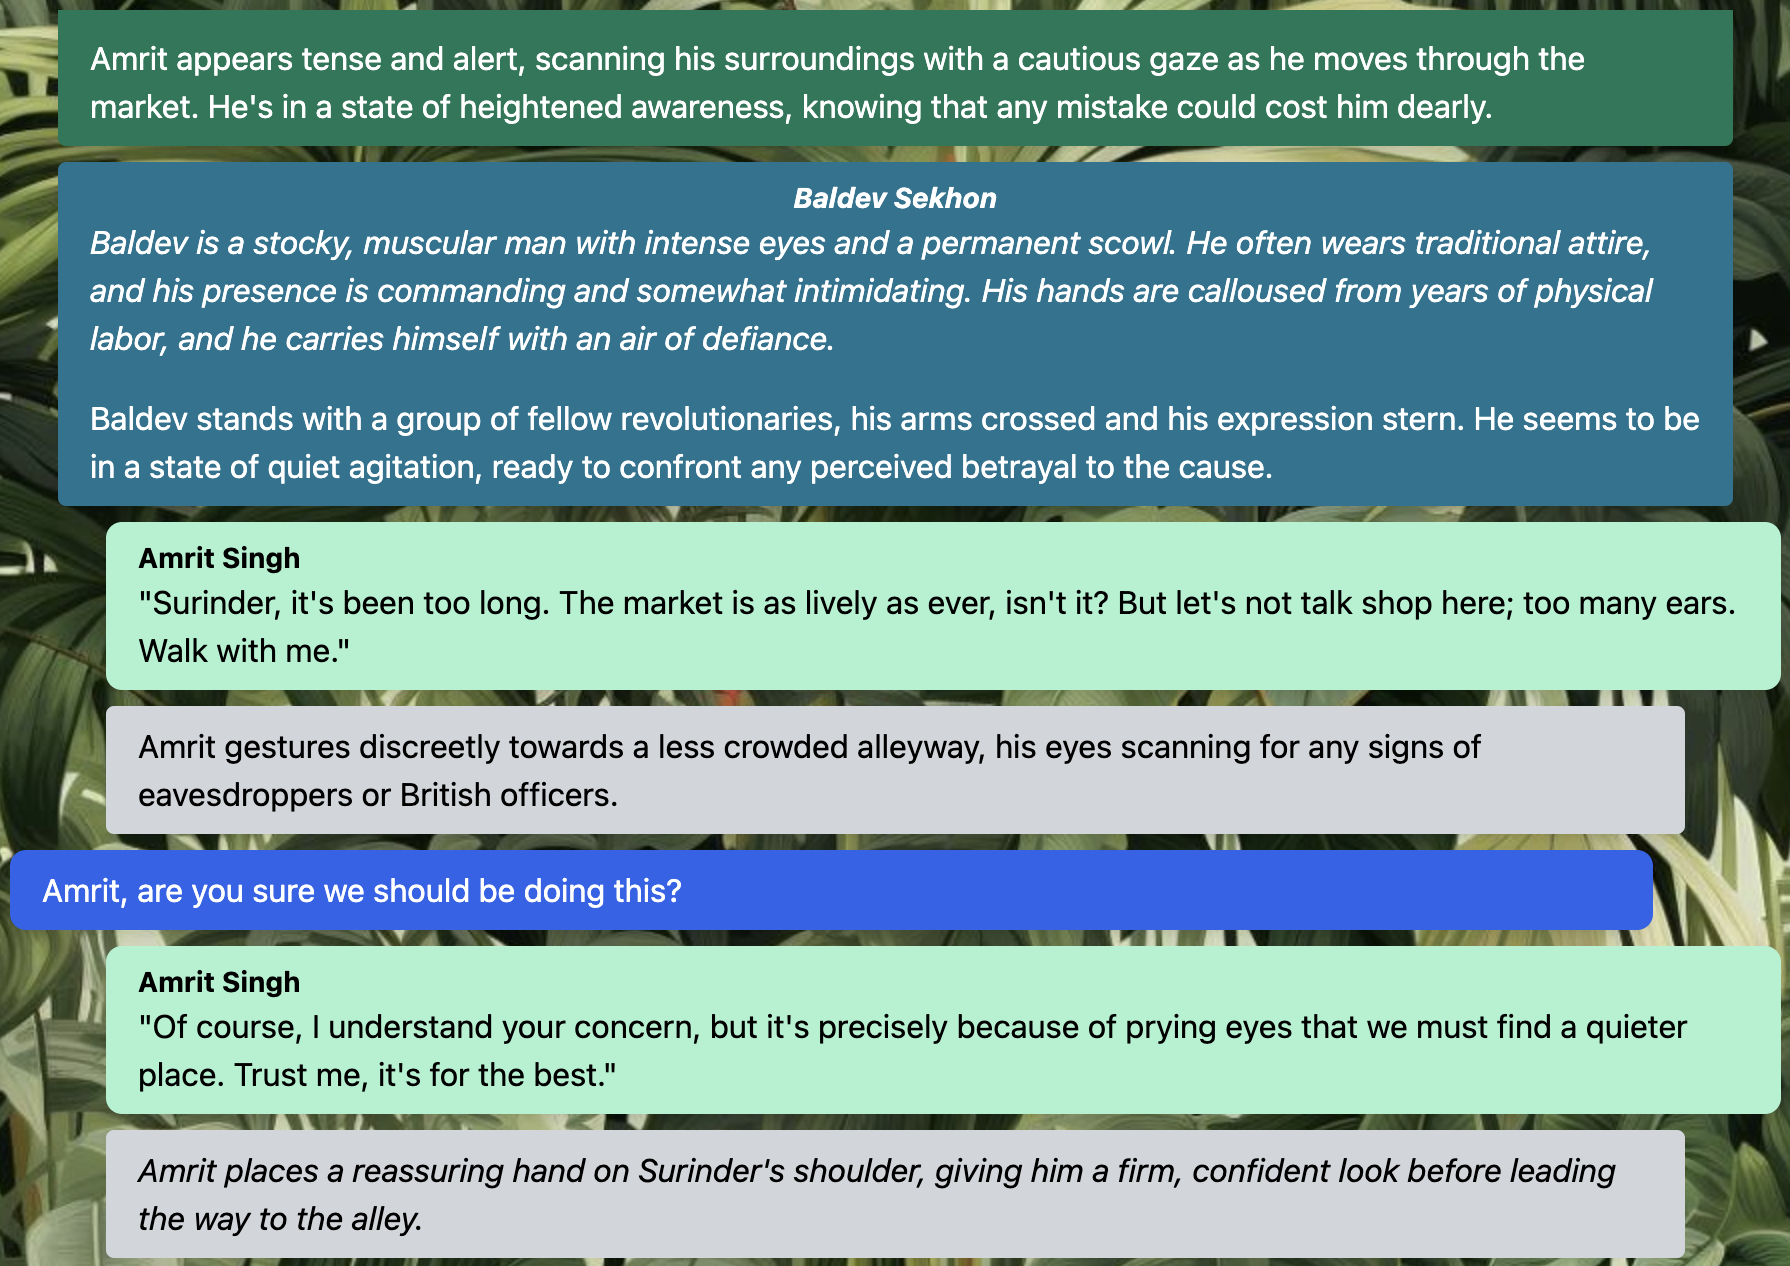 Amrit appears tense and alert, scanning his surroundings with a cautious gaze as he moves through the
market. He's in a state of heightened awareness, knowing that any mistake could cost him dearly.
Baldev Sekhon
Baldev is a stocky, muscular man with intense eyes and a permanent scowl. He often wears traditional attire,
and his presence is commanding and somewhat intimidating. His hands are calloused from years of physical
labor, and he carries himself with an air of defiance.
Baldev stands with a group of fellow revolutionaries, his arms crossed and his expression stern. He seems to be
in a state of quiet agitation, ready to confront any perceived betrayal to the cause.
Amrit Singh
"Surinder, it's been too long. The market is as lively as ever, isn't it? But let's not talk shop here; too many ears.
Walk with me."
Amrit gestures discreetly towards a less crowded alleyway, his eyes scanning for any signs of
eavesdroppers or British officers.
Amrit, are you sure we should be doing this?
Amrit Singh
"Of course, I understand your concern, but it's precisely because of prying eyes that we must find a quieter
place. Trust me, it's for the best."
Amrit places a reassuring hand on Surinder's shoulder, giving him a firm, confident look before leading
the way to the alley.